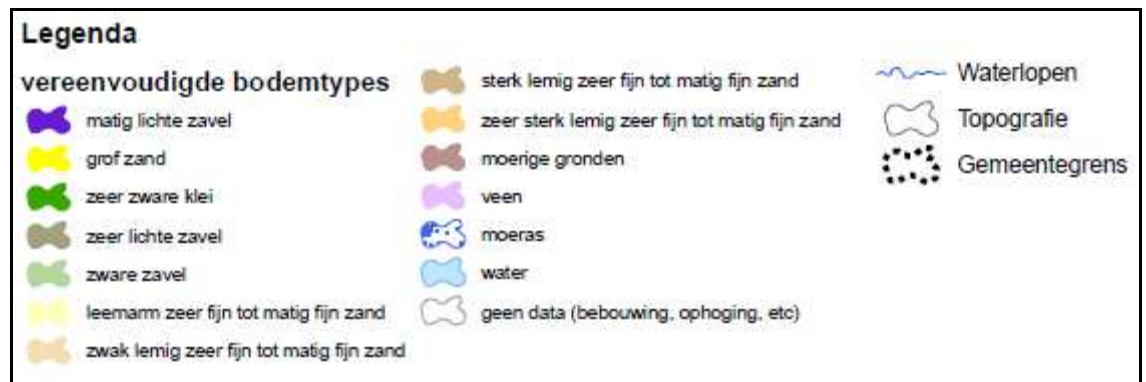 Legenda
vereenvoudigde bodemtypes
matig lichte zavel
grof zand
zeer zware klei
zeer lichte zavel
zware zavel
leemarm zeer fijn tot matig fijn zand
zwak lemig zeer fijn tot matig fijn zand
sterk lemig zeer fijn tot matig fijn zand
zeer sterk lemig zeer fijn tot matig fijn zand
moerige gronden
veen
moeras
water
geen data (bebouwing, ophoging, etc)
Waterlopen
Topografie
Gemeentegrens